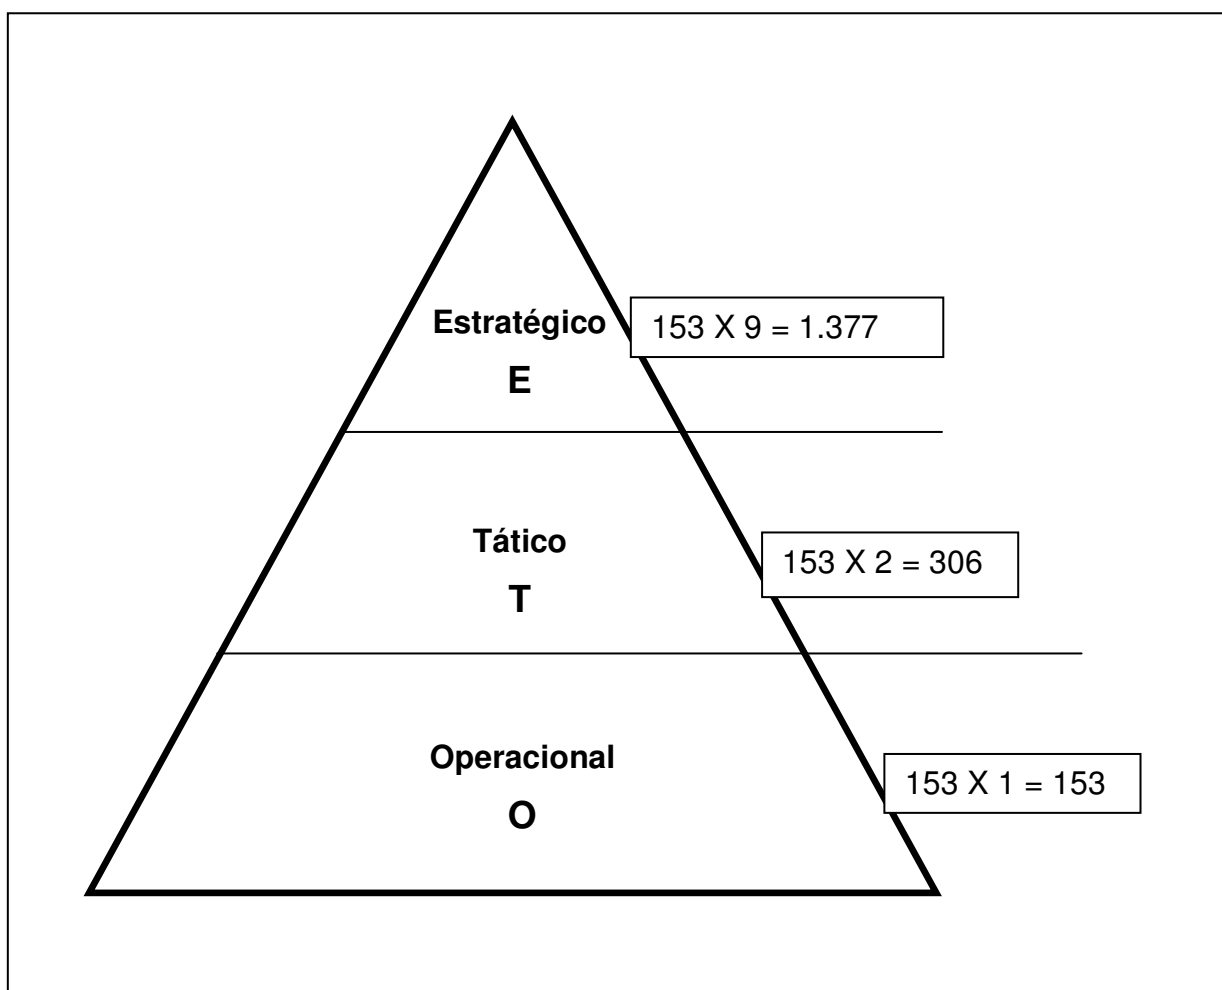 Estratégico
153 X 9 = 1.377
E
Tático
153 X 2 = 306
T
Operacional
153 X 1 = 153
O